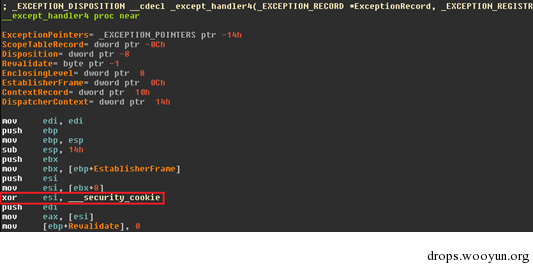 ; _EXCEPTION_DISPOSITION __cdecl _except_handler4(_EXCEPTION_RECORD *ExceptionRecord, _EXCEPTION_REGISTR
__except_handler4 proc near
ExceptionPointers= _EXCEPTION_POINTERS ptr -14h
ScopeTableRecord= dword ptr -0Ch
Disposition= dword ptr -8
Revalidate= byte ptr -1
EnclosingLevel= dword ptr  8
EstablisherFrame= dword ptr  0Ch
ContextRecord= dword ptr  10h
DispatcherContext= dword ptr  14h
mov     edi, edi
push    ebp
mov     ebp, esp
sub     esp, 14h
push    ebx
mov     ebx, [ebp+EstablisherFrame]
push    esi
mov     esi, [ebx+8]
xor     esi, ___security_cookie
push    edi
mov     eax, [esi]
mov     [ebp+Revalidate], 0
drops.wooyun.org